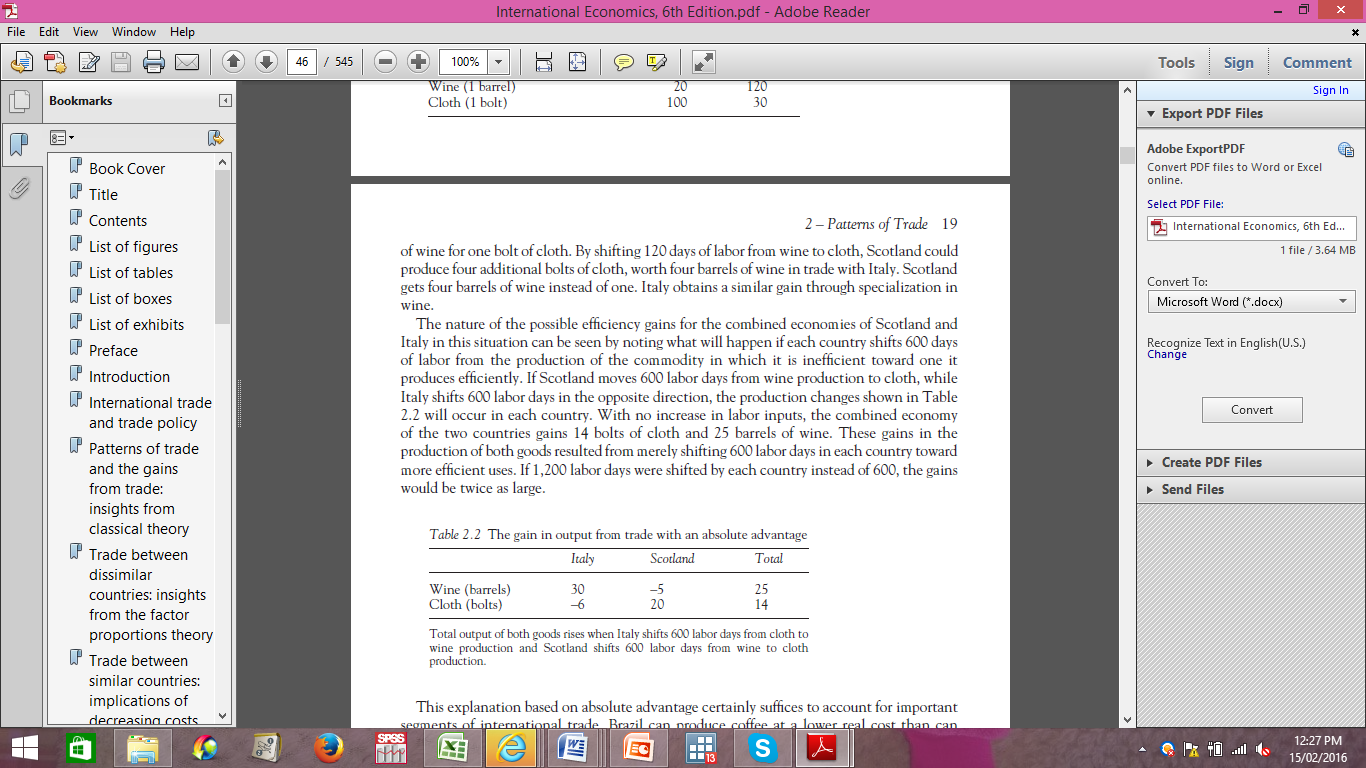 International Economics, 6th Edition.pdf - Adobe Reader
File Edit View Window Help
46 / 545
100%
Tools Sign Comment
Bookmarks
Book Cover
Title
Contents
List of figures
List of tables
List of boxes
List of exhibits
Preface
Introduction
International trade
and trade policy
Patterns of trade
and the gains
from trade:
insights from
classical theory
Trade between
dissimilar
countries: insights
from the factor
proportions theory
Trade between
similar countries:
implications of
decreasing costs
Wine (1 barrel) 20 120
Cloth (1 bolt) 100 30
2 – Patterns of Trade 19
of wine for one bolt of cloth. By shifting 120 days of labor from wine to cloth, Scotland could
produce four additional bolts of cloth, worth four barrels of wine in trade with Italy. Scotland
gets four barrels of wine instead of one. Italy obtains a similar gain through specialization in
wine.
The nature of the possible efficiency gains for the combined economies of Scotland and
Italy in this situation can be seen by noting what will happen if each country shifts 600 days
of labor from the production of the commodity in which it is inefficient toward one it
produces efficiently. If Scotland moves 600 labor days from wine production to cloth, while
Italy shifts 600 labor days in the opposite direction, the production changes shown in Table
2.2 will occur in each country. With no increase in labor inputs, the combined economy
of the two countries gains 14 bolts of cloth and 25 barrels of wine. These gains in the
production of both goods resulted from merely shifting 600 labor days in each country toward
more efficient uses. If 1,200 labor days were shifted by each country instead of 600, the gains
would be twice as large.
Table 2.2 The gain in output from trade with an absolute advantage
Italy Scotland Total
Wine (barrels) 30 –5 25
Cloth (bolts) –6 20 14
Total output of both goods rises when Italy shifts 600 labor days from cloth to
wine production and Scotland shifts 600 labor days from wine to cloth
production.
This explanation based on absolute advantage certainly suffices to account for important
segments of international trade. Brazil can produce coffee at a lower real cost than can
Sign In
Export PDF Files
Adobe ExportPDF
Convert PDF files to Word or Excel
online.
Select PDF File:
International Economics, 6th Ed...
1 file / 3.64 MB
Convert To:
Microsoft Word (*.docx)
Recognize Text in English(U.S.)
Change
Convert
Create PDF Files
Send Files
SPSS
13
12:27 PM
15/02/2016